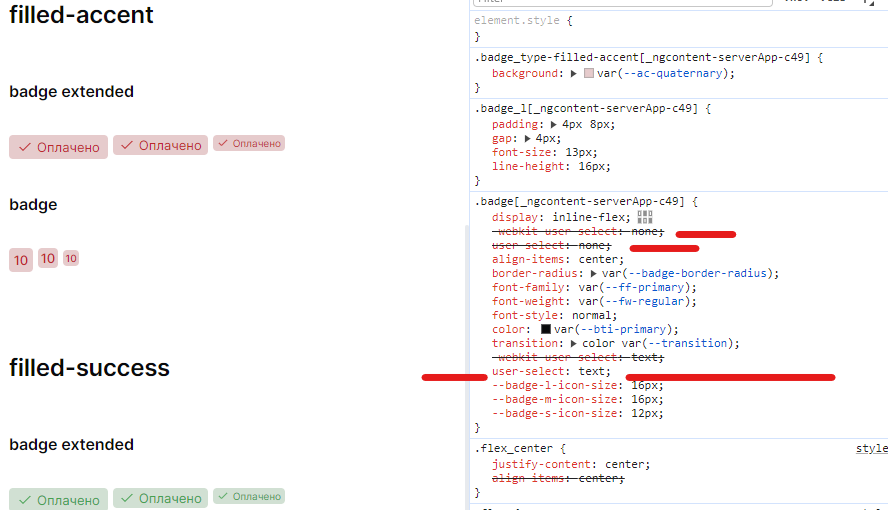 filled-accent
badge extended
Оплачено
Оплачено
Оплачено
badge
10
10
10
filled-success
badge extended
Оплачено
Оплачено
Оплачено
element.style {
}
.badge_type-filled-accent[_ngcontent-serverApp-c49] {
background: var(--ac-quaternary);
}
.badge_l[_ngcontent-serverApp-c49] {
padding: 4px 8px;
gap: 4px;
font-size: 13px;
line-height: 16px;
}
.badge[_ngcontent-serverApp-c49] {
display: inline-flex;
-webkit-user-select: none;
user-select: none;
align-items: center;
border-radius: var(--badge-border-radius);
font-family: var(--ff-primary);
font-weight: var(--fw-regular);
font-style: normal;
color: var(--bti-primary);
transition: color var(--transition);
-webkit-user-select: text;
user-select: text;
--badge-l-icon-size: 16px;
--badge-m-icon-size: 16px;
--badge-s-icon-size: 12px;
}
.flex_center { style
justify-content: center;
align-items: center;
}